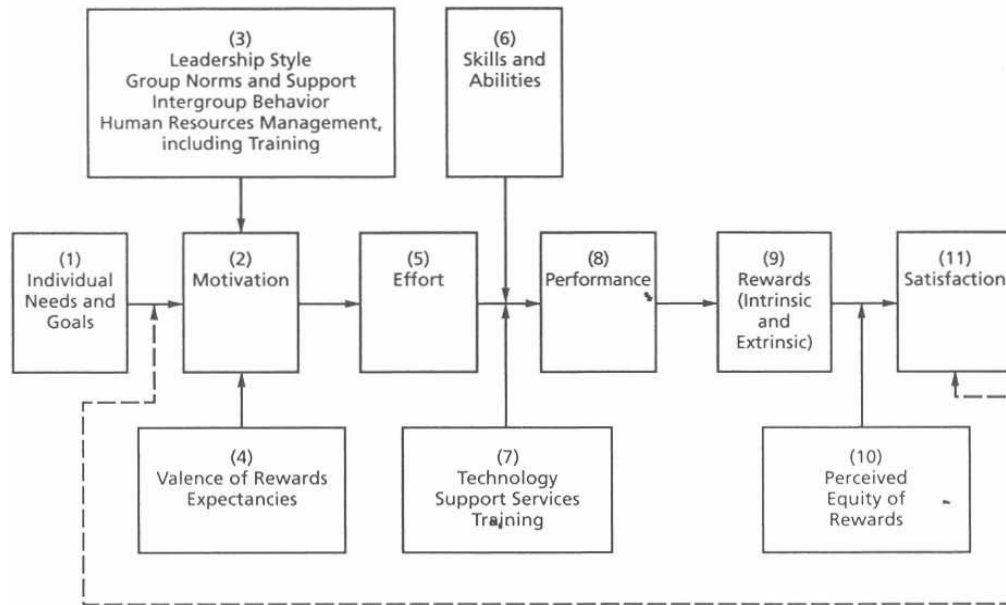 (3)
Leadership Style
Group Norms and Support
Intergroup Behavior
Human Resources Management,
including Training
(6)
Skills and
Abilities
(1)
Individual
Needs and
Goals
(2)
Motivation
(5)
Effort
(8)
Performance
(9)
Rewards
(Intrinsic
and
Extrinsic)
(11)
Satisfaction
(4)
Valence of Rewards
Expectancies
(7)
Technology
Support Services
Training
(10)
Perceived
Equity of
Rewards